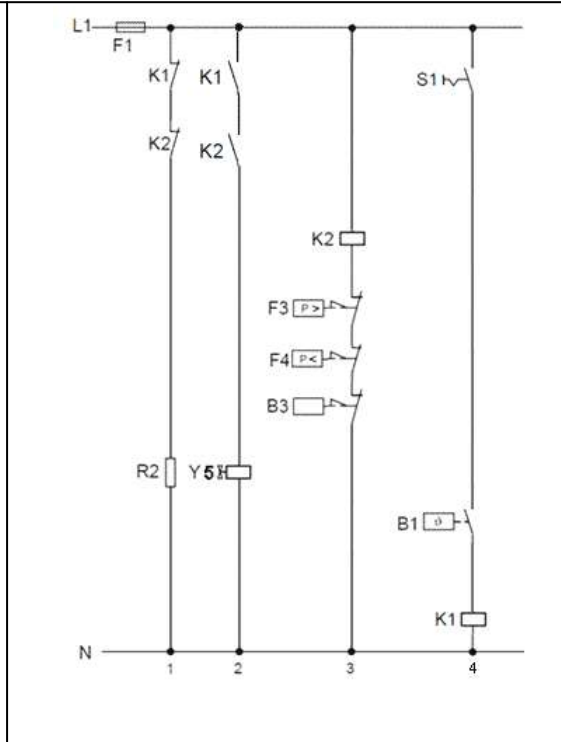 L1
F1
K1 K1 S1
K2 K2
K2
F3 P>
F4 P<
B3
R2 Y5
B1 ϑ
K1
N
1 2 3 4